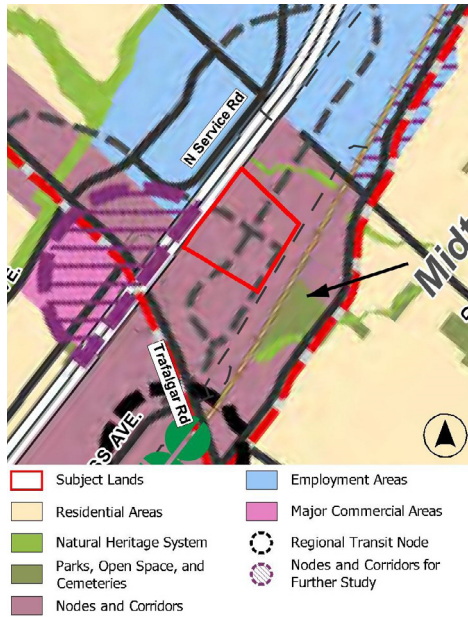 N Service Rd
Midt
Trafalgar Rd
SS AVE.
Subject Lands
Residential Areas
Natural Heritage System
Parks, Open Space, and
Cemeteries
Nodes and Corridors
Employment Areas
Major Commercial Areas
Regional Transit Node
Nodes and Corridors for
Further Study